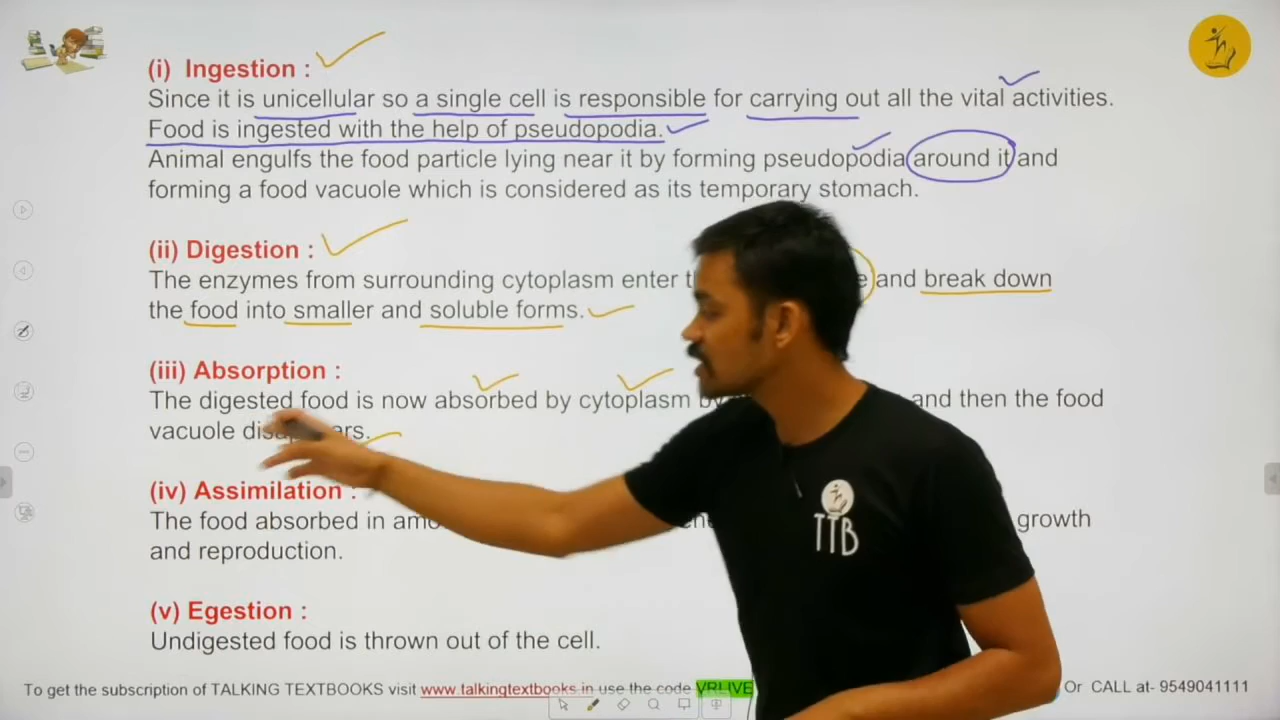 (i) Ingestion :
Since it is unicellular so a single cell is responsible for carrying out all the vital activities.
Food is ingested with the help of pseudopodia.
Animal engulfs the food particle lying near it by forming pseudopodia around it and
forming a food vacuole which is considered as its temporary stomach.
(ii) Digestion :
The enzymes from surrounding cytoplasm enter and break down
the food into smaller and soluble forms.
(iii) Absorption :
The digested food is now absorbed by cytoplasm and then the food
vacuole
(iv) Assimilation :
The food absorbed in growth
and reproduction.
(v) Egestion :
Undigested food is thrown out of the cell.
TTB
To get the subscription of TALKING TEXTBOOKS visit www.talkingtextbooks.in use the code VRLIVE Or CALL at- 9549041111